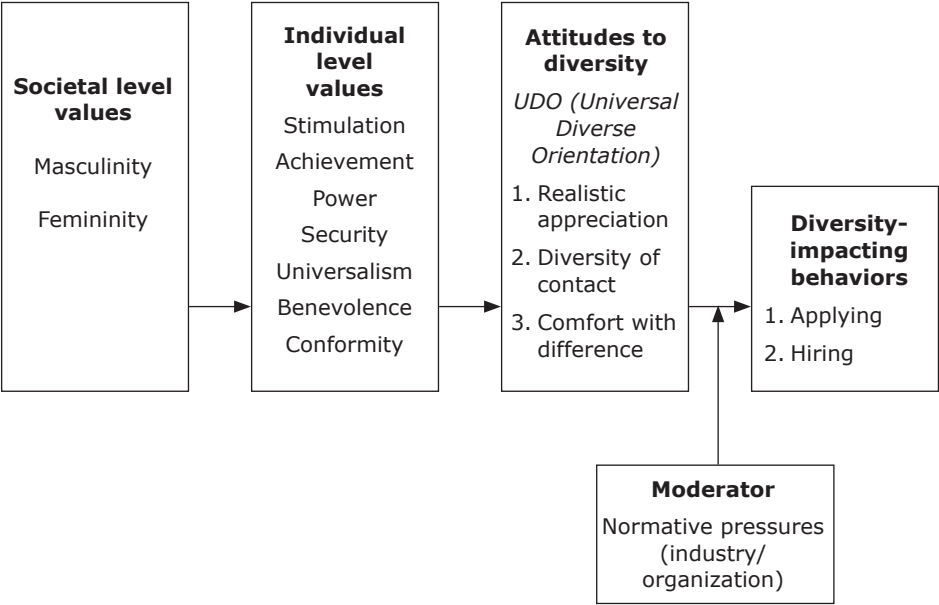 Societal level
values
Masculinity
Femininity
Individual
level
values
Stimulation
Achievement
Power
Security
Universalism
Benevolence
Conformity
Attitudes to
diversity
UDO (Universal
Diverse
Orientation)
1. Realistic
appreciation
2. Diversity of
contact
3. Comfort with
difference
Diversity-
impacting
behaviors
1. Applying
2. Hiring
Moderator
Normative pressures
(industry/
organization)